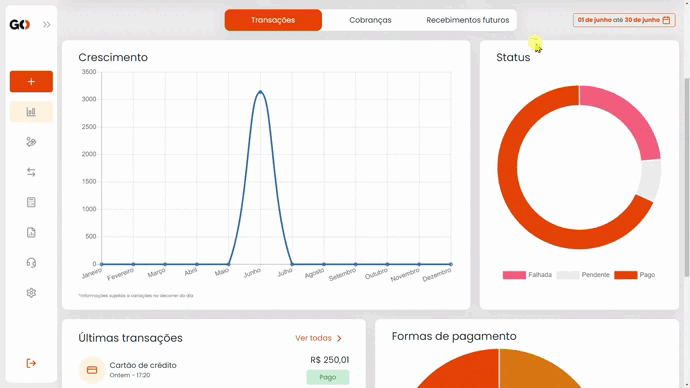 GO
Transações
Cobranças
Recebimentos futuros
01 de junho até 30 de junho
Crescimento
3500
3000
2500
2000
1500
1000
500
0
Janeiro
Fevereiro
Março
Abril
Maio
Junho
Julho
Agosto
Setembro
Outubro
Novembro
Dezembro
*Informações sujeitas a variações no decorrer do dia
Status
Falhada
Pendente
Pago
Últimas transações
Ver todas
Cartão de crédito
Ontem - 17:20
R$ 250,01
Pago
Formas de pagamento